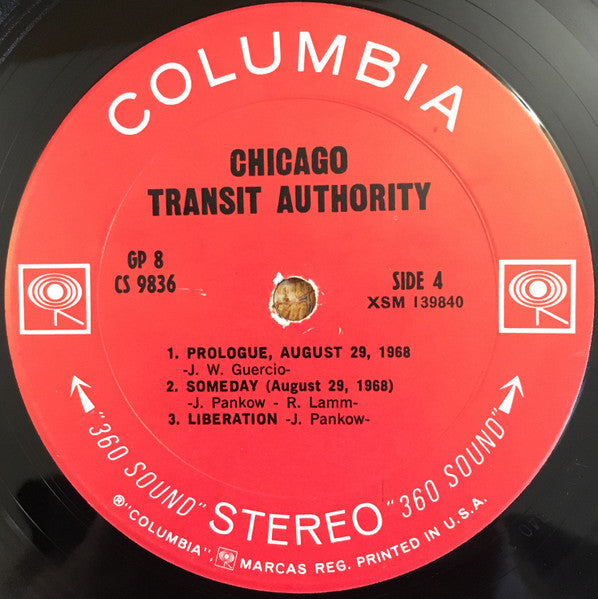 COLUMBIA
CHICAGO
TRANSIT AUTHORITY
GP 8
CS 9836
SIDE 4
XSM 139840
1. PROLOGUE, AUGUST 29, 1968
-J. W. Guercio-
2. SOMEDAY (August 29, 1968)
-J. Pankow - R. Lamm-
3. LIBERATION -J. Pankow-
"360 SOUND" STEREO "360 SOUND"
®"COLUMBIA", MARCAS REG. PRINTED IN U.S.A.